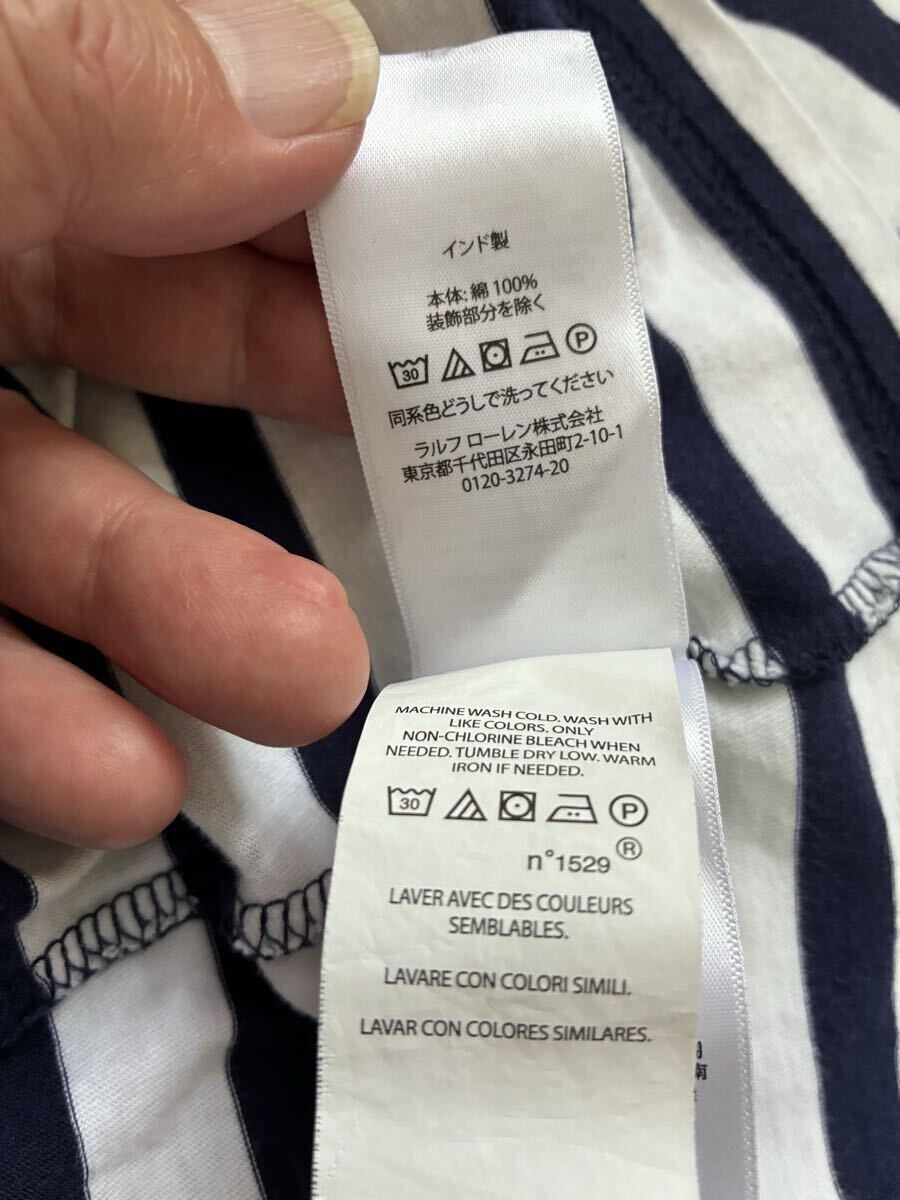 インド製
本体: 綿 100%
装飾部分を除く
30 P
同系色どうしで洗ってください
ラルフ ローレン株式会社
東京都千代田区永田町2-10-1
0120-3274-20
MACHINE WASH COLD. WASH WITH
LIKE COLORS. ONLY
NON-CHLORINE BLEACH WHEN
NEEDED. TUMBLE DRY LOW. WARM
IRON IF NEEDED.
30 P
n°1529 ®
LAVER AVEC DES COULEURS
SEMBLABLES.
LAVARE CON COLORI SIMILI.
LAVAR CON COLORES SIMILARES.